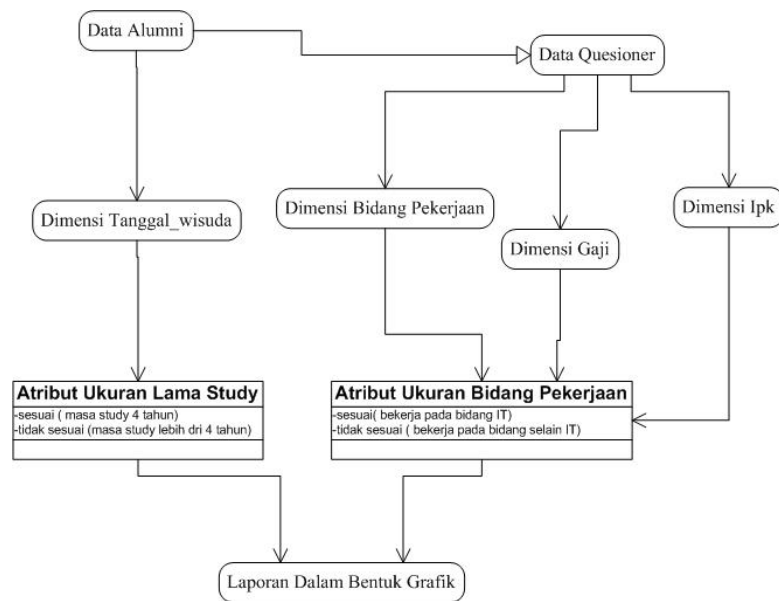 Data Alumni
Data Quesioner
Dimensi Tanggal_wisuda
Dimensi Bidang Pekerjaan
Dimensi Gaji
Dimensi Ipk
Atribut Ukuran Lama Study
-sesuai ( masa study 4 tahun)
-tidak sesuai (masa study lebih dri 4 tahun)
Atribut Ukuran Bidang Pekerjaan
-sesuai( bekerja pada bidang IT)
-tidak sesuai ( bekerja pada bidang selain IT)
Laporan Dalam Bentuk Grafik